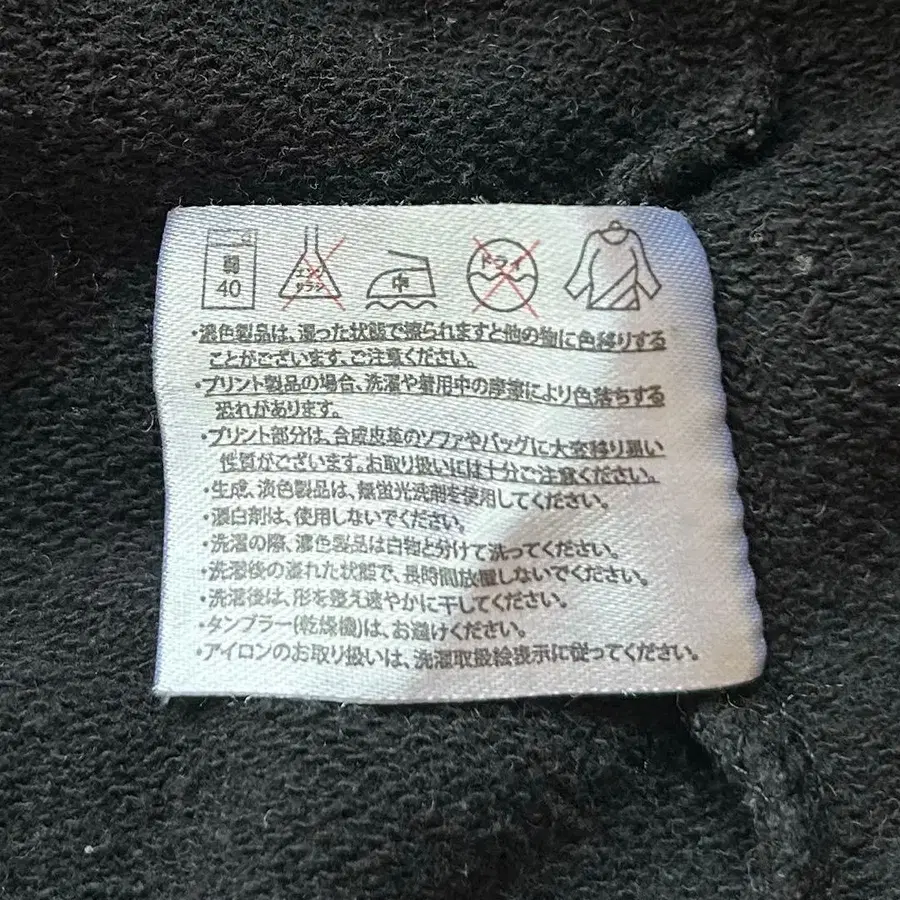 弱
40
エンソ
サラシ
中
ドライ
・濃色製品は、湿った状態で擦られますと他の物に色移りする
ことがございます、ご注意ください。
・プリント製品の場合、洗濯や着用中の摩擦により色落ちする
恐れがあります。
・プリント部分は、合成皮革のソファやバッグに大変移り易い
性質がございます。お取り扱いには十分ご注意ください。
・生成、淡色製品は、無蛍光洗剤を使用してください。
・漂白剤は、使用しないでください。
・洗濯の際、濃色製品は白物と分けて洗ってください。
・洗濯後の濡れた状態で、長時間放置しないでください。
・洗濯後は、形を整え速やかに干してください。
・タンブラー(乾燥機)は、お避けください。
・アイロンのお取り扱いは、洗濯取扱絵表示に従ってください。